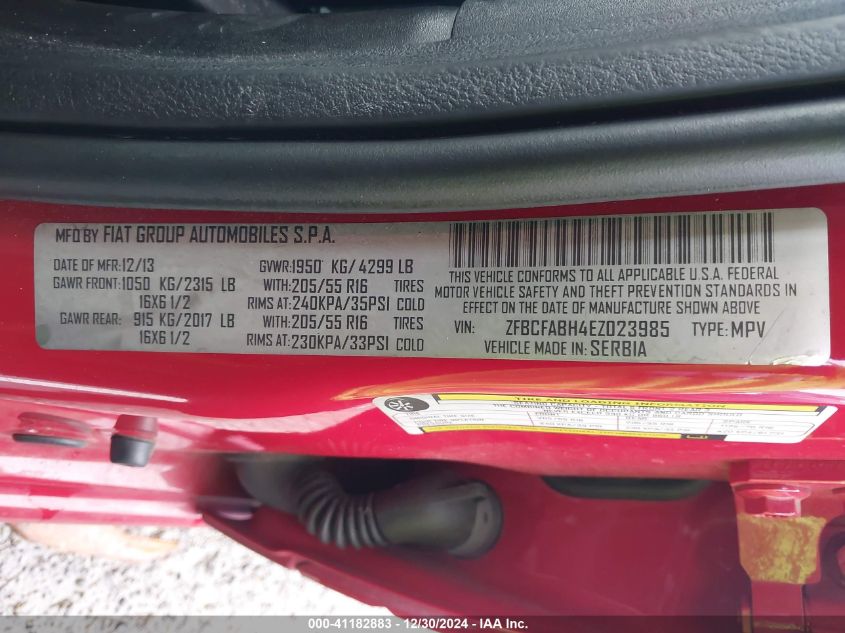 MFD BY FIAT GROUP AUTOMOBILES S.P.A.
DATE OF MFR: 12/13 GVWR: 1950 KG/ 4299 LB
GAWR FRONT: 1050 KG/2315 LB WITH: 205/55 R16 TIRES
16X6 1/2 RIMS AT: 240KPA/35PSI COLD
GAWR REAR: 915 KG/2017 LB WITH: 205/55 R16 TIRES
16X6 1/2 RIMS AT: 230KPA/33PSI COLD
THIS VEHICLE CONFORMS TO ALL APPLICABLE U.S.A. FEDERAL
MOTOR VEHICLE SAFETY AND THEFT PREVENTION STANDARDS IN
EFFECT ON THE DATE OF MANUFACTURE SHOWN ABOVE.
VIN: ZFBCFABH4EZ023985 TYPE: MPV
VEHICLE MADE IN: SERBIA
TIRE AND LOADING INFORMATION
000-41182883 - 12/30/2024 -